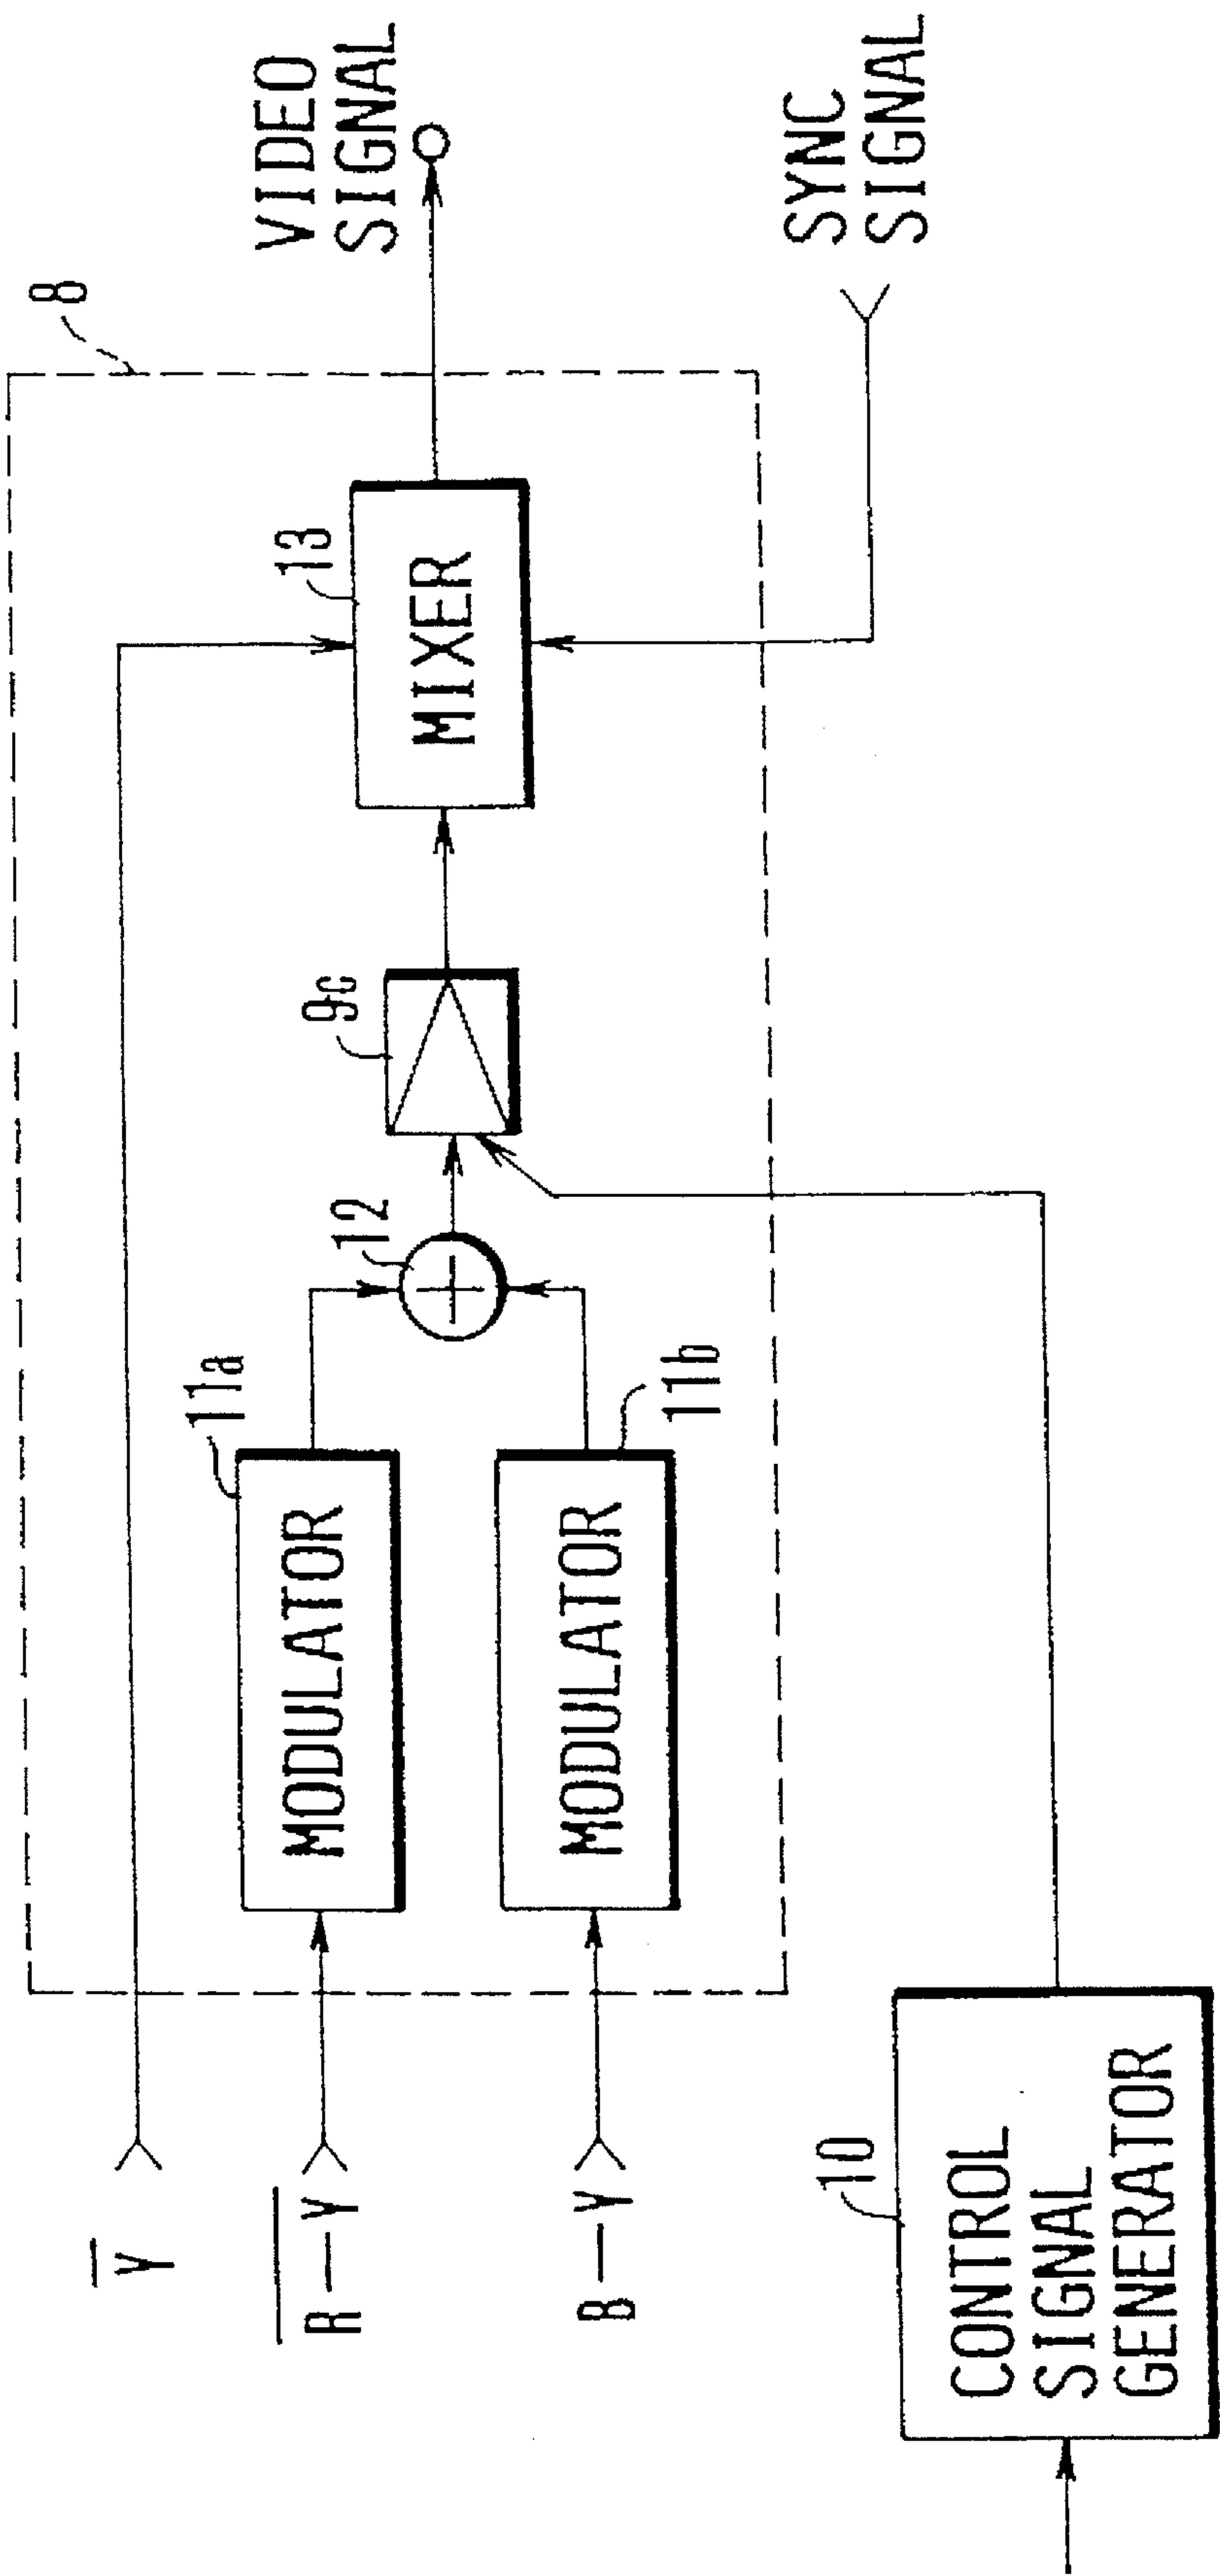 8
VIDEO
SIGNAL
Y̅
13
MIXER
SYNC
SIGNAL
9c
12
11a
MODULATOR
R̅—̅Y̅
11b
MODULATOR
B—Y
10
CONTROL
SIGNAL
GENERATOR